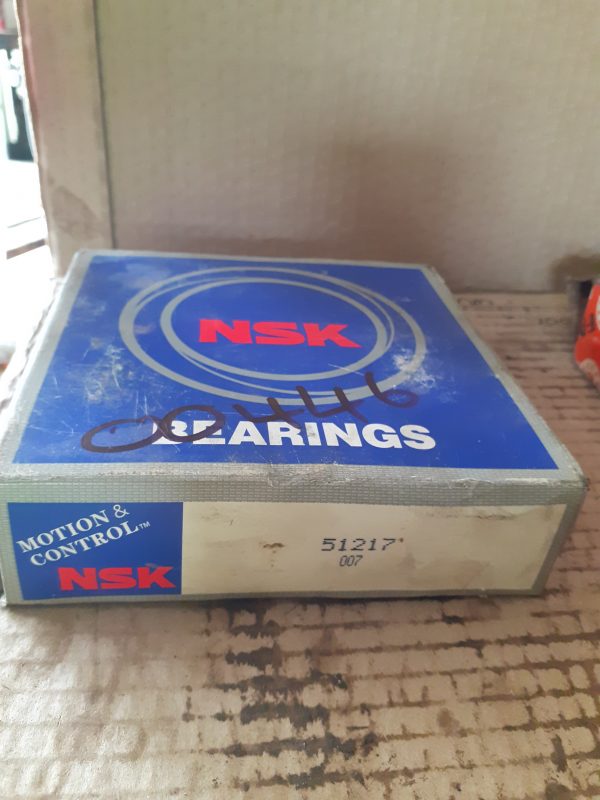 NSK
00446
BEARINGS
MOTION &
CONTROL™
NSK
51217
007